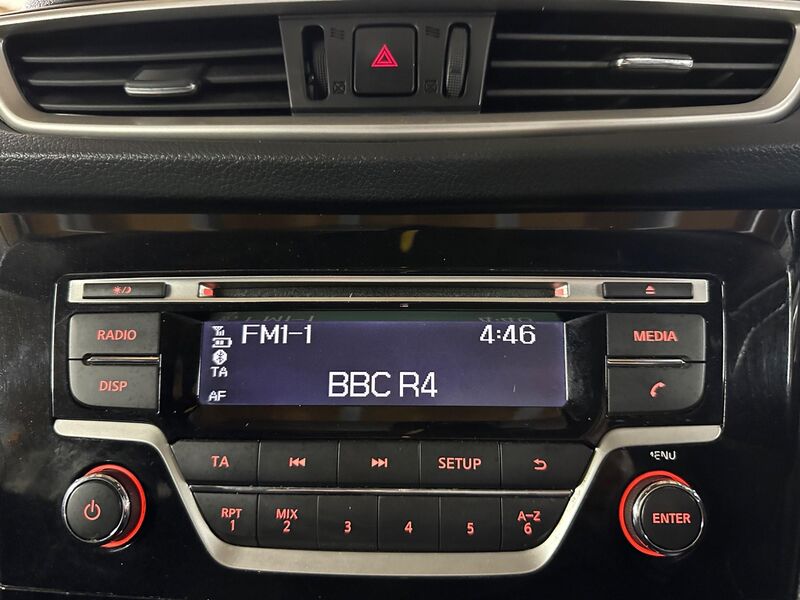 RADIO
DISP
FM1-1 4:46
TA
AF
BBC R4
MEDIA
TA SETUP
RPT 1
MIX 2
3
4
5
A-Z 6
MENU
ENTER